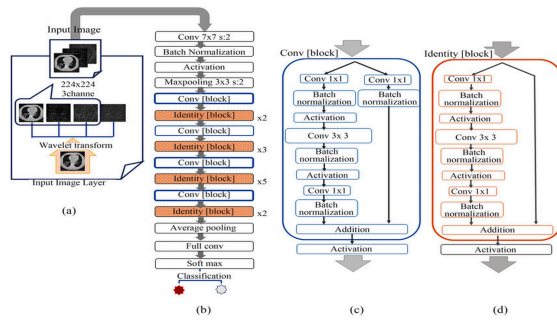 Input Image
224x224
3channe
Wavelet transform
Input Image Layer
(a)
Conv 7x7 s:2
Batch Normalization
Activation
Maxpooling 3x3 s:2
Conv [block]
Identity [block]
x2
Conv [block]
Identity [block]
x3
Conv [block]
Identity [block]
x5
Conv [block]
Identity [block]
x2
Average pooling
Full conv
Soft max
Classification
(b)
Conv [block]
Conv 1x1
Conv 1x1
Batch
normalization
Batch
normalization
Activation
Conv 3x 3
Batch
normalization
Activation
Conv 1x1
Batch
normalization
Addition
Activation
(c)
Identity [block]
Conv 1x1
Batch
normalization
Activation
Conv 3x 3
Batch
normalization
Activation
Conv 1x1
Batch
normalization
Addition
Activation
(d)